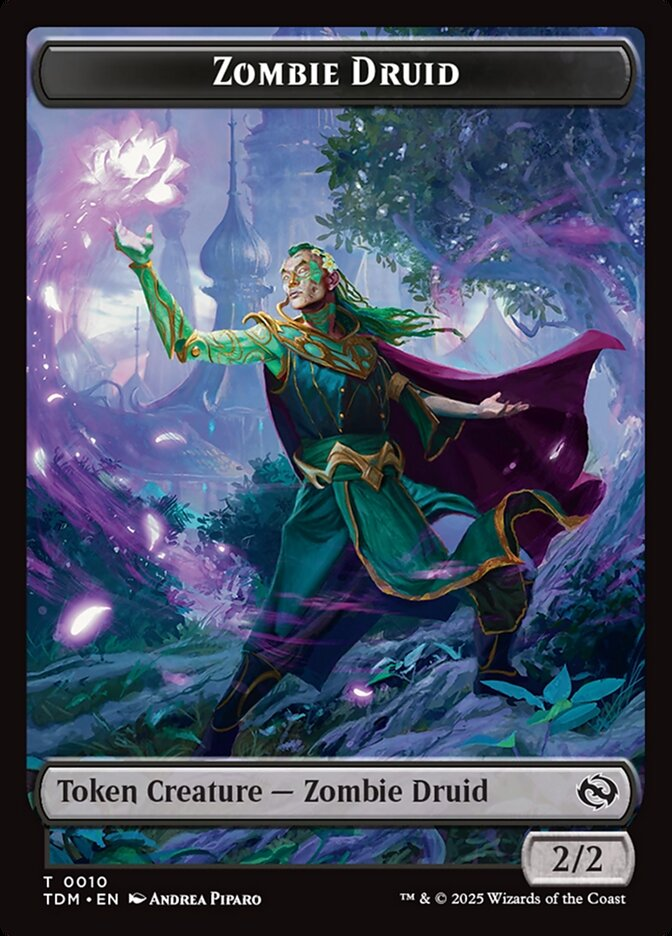 Zombie Druid
Token Creature — Zombie Druid
2/2
T 0010
TDM • EN Andrea Piparo
™ & © 2025 Wizards of the Coast